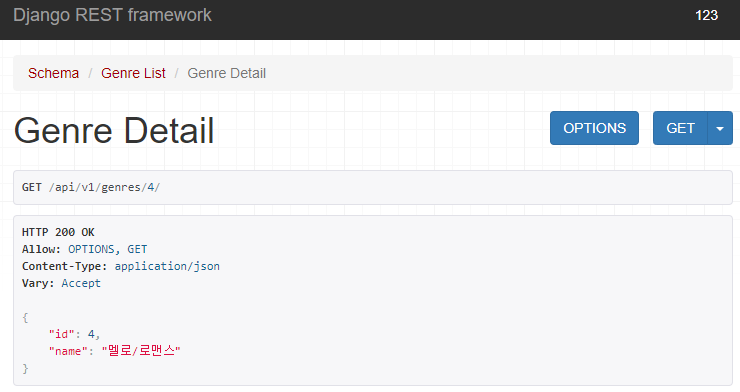 Django REST framework 123
Schema / Genre List / Genre Detail
Genre Detail OPTIONS GET
GET /api/v1/genres/4/
HTTP 200 OK
Allow: OPTIONS, GET
Content-Type: application/json
Vary: Accept
{
    "id": 4,
    "name": "멜로/로맨스"
}